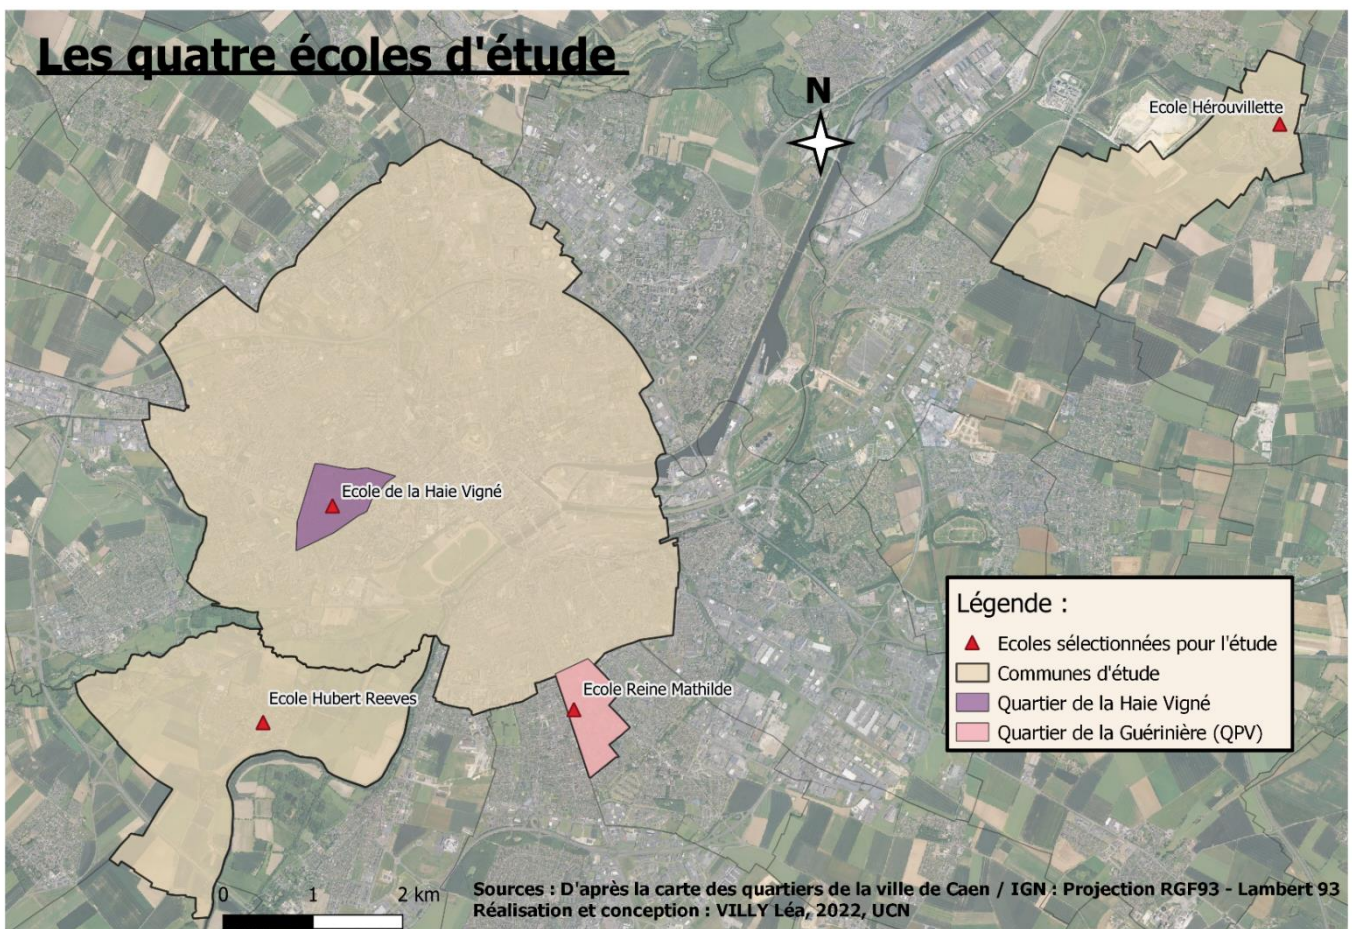 Les quatre écoles d'étude
N
Ecole Hérouvillette
Ecole de la Haie Vigné
Ecole Hubert Reeves
Ecole Reine Mathilde
Légende :
Ecoles sélectionnées pour l'étude
Communes d'étude
Quartier de la Haie Vigné
Quartier de la Guérinière (QPV)
0 1 2 km
Sources : D'après la carte des quartiers de la ville de Caen / IGN : Projection RGF93 - Lambert 93
Réalisation et conception : VILLY Léa, 2022, UCN